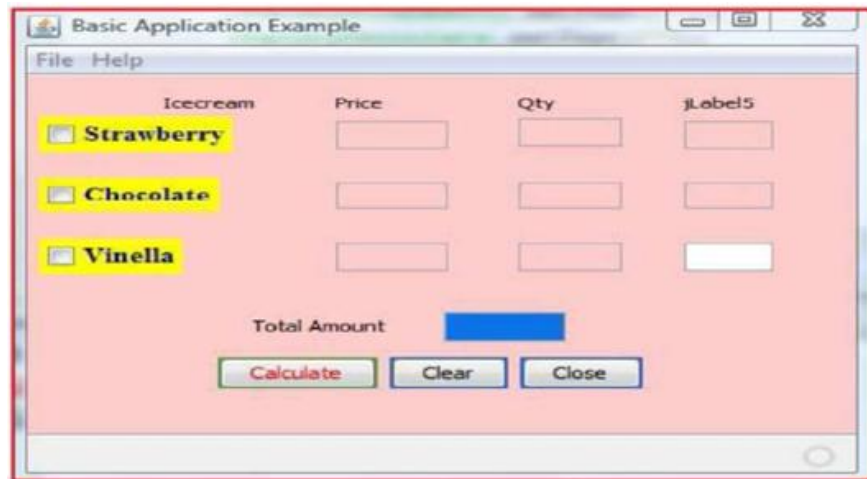 Basic Application Example
File Help
Icecream Price Qty jLabel5
Strawberry
Chocolate
Vinella
Total Amount
Calculate Clear Close